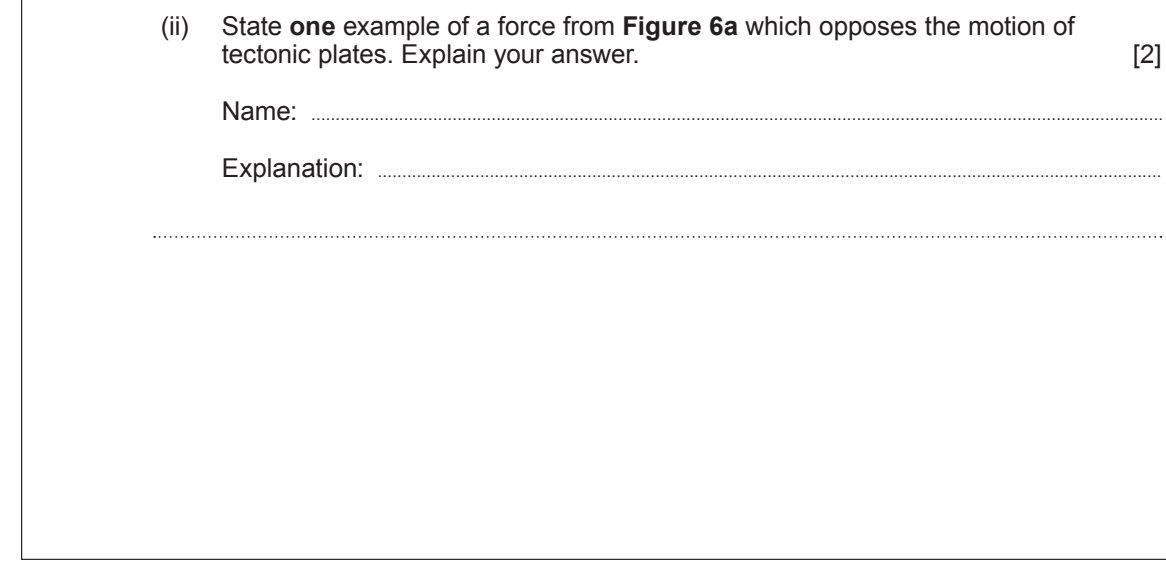 (ii) State one example of a force from Figure 6a which opposes the motion of
tectonic plates. Explain your answer. [2]
Name:
Explanation: